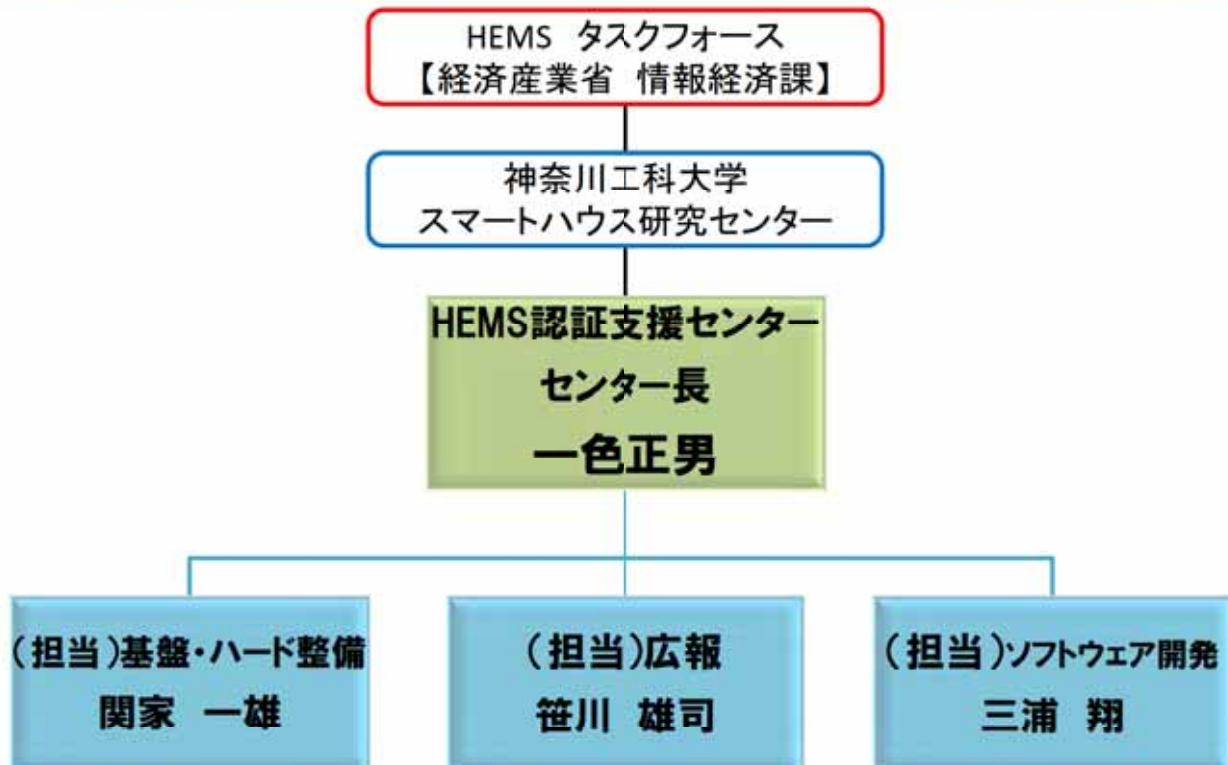 HEMS タスクフォース
【経済産業省 情報経済課】
神奈川工科大学
スマートハウス研究センター
HEMS認証支援センター
センター長
一色正男
(担当)基盤・ハード整備
関家 一雄
(担当)広報
笹川 雄司
(担当)ソフトウェア開発
三浦 翔